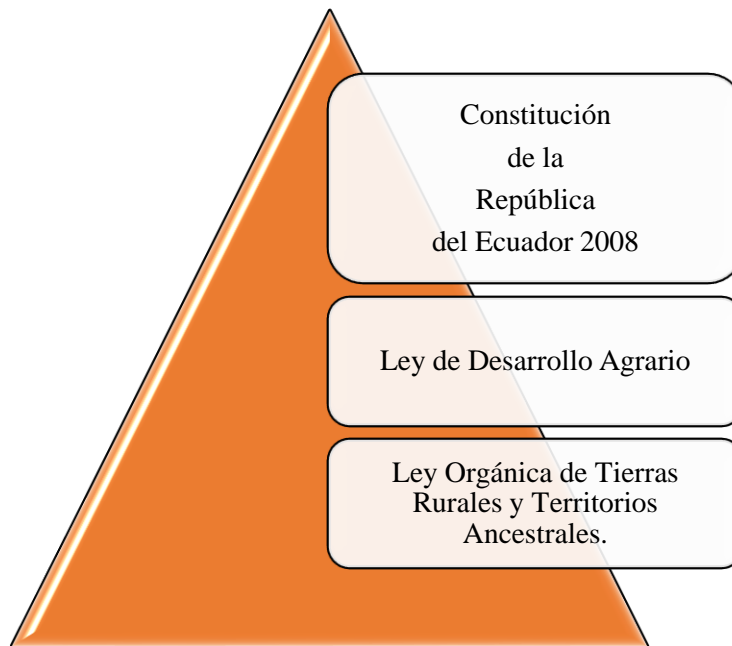 Constitución
de la
República
del Ecuador 2008
Ley de Desarrollo Agrario
Ley Orgánica de Tierras
Rurales y Territorios
Ancestrales.